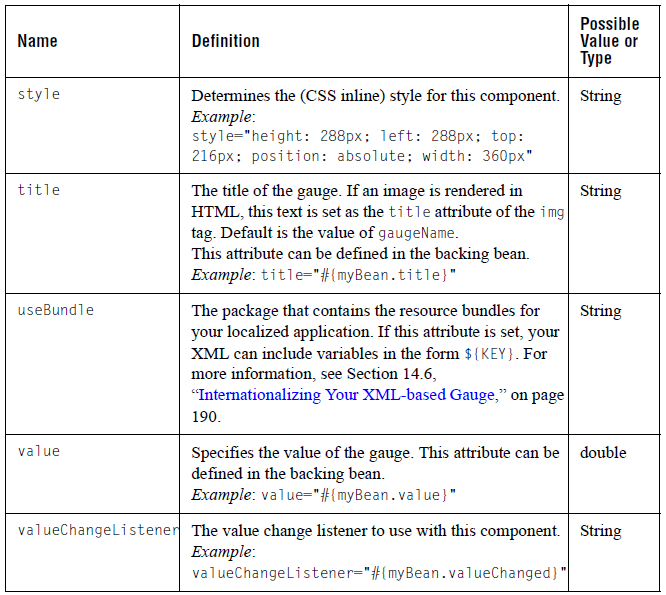 Name
Definition
Possible
Value or
Type
style
Determines the (CSS inline) style for this component.
Example:
style="height: 288px; left: 288px; top:
216px; position: absolute; width: 360px"
String
title
The title of the gauge. If an image is rendered in
HTML, this text is set as the title attribute of the img
tag. Default is the value of gaugeName.
This attribute can be defined in the backing bean.
Example: title="#{myBean.title}"
String
useBundle
The package that contains the resource bundles for
your localized application. If this attribute is set, your
XML can include variables in the form ${KEY}. For
more information, see Section 14.6,
“Internationalizing Your XML-based Gauge,” on page
190.
String
value
Specifies the value of the gauge. This attribute can be
defined in the backing bean.
Example: value="#{myBean.value}"
double
valueChangeListener
The value change listener to use with this component.
Example:
valueChangeListener="#{myBean.valueChanged}"
String